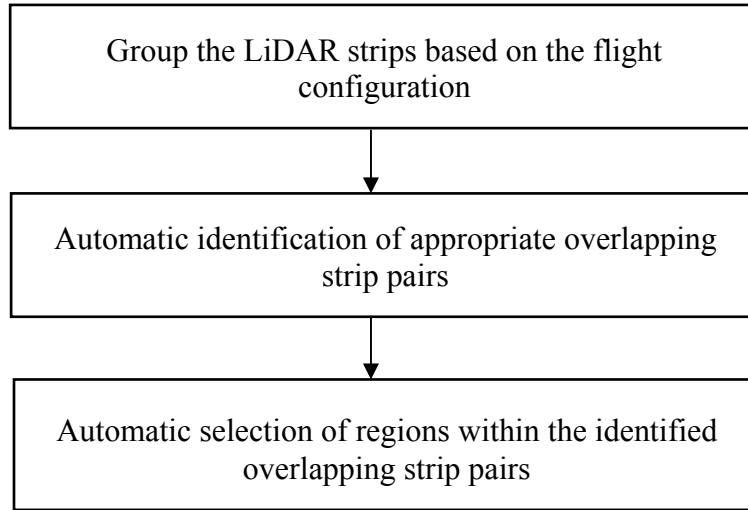 Group the LiDAR strips based on the flight
configuration
Automatic identification of appropriate overlapping
strip pairs
Automatic selection of regions within the identified
overlapping strip pairs